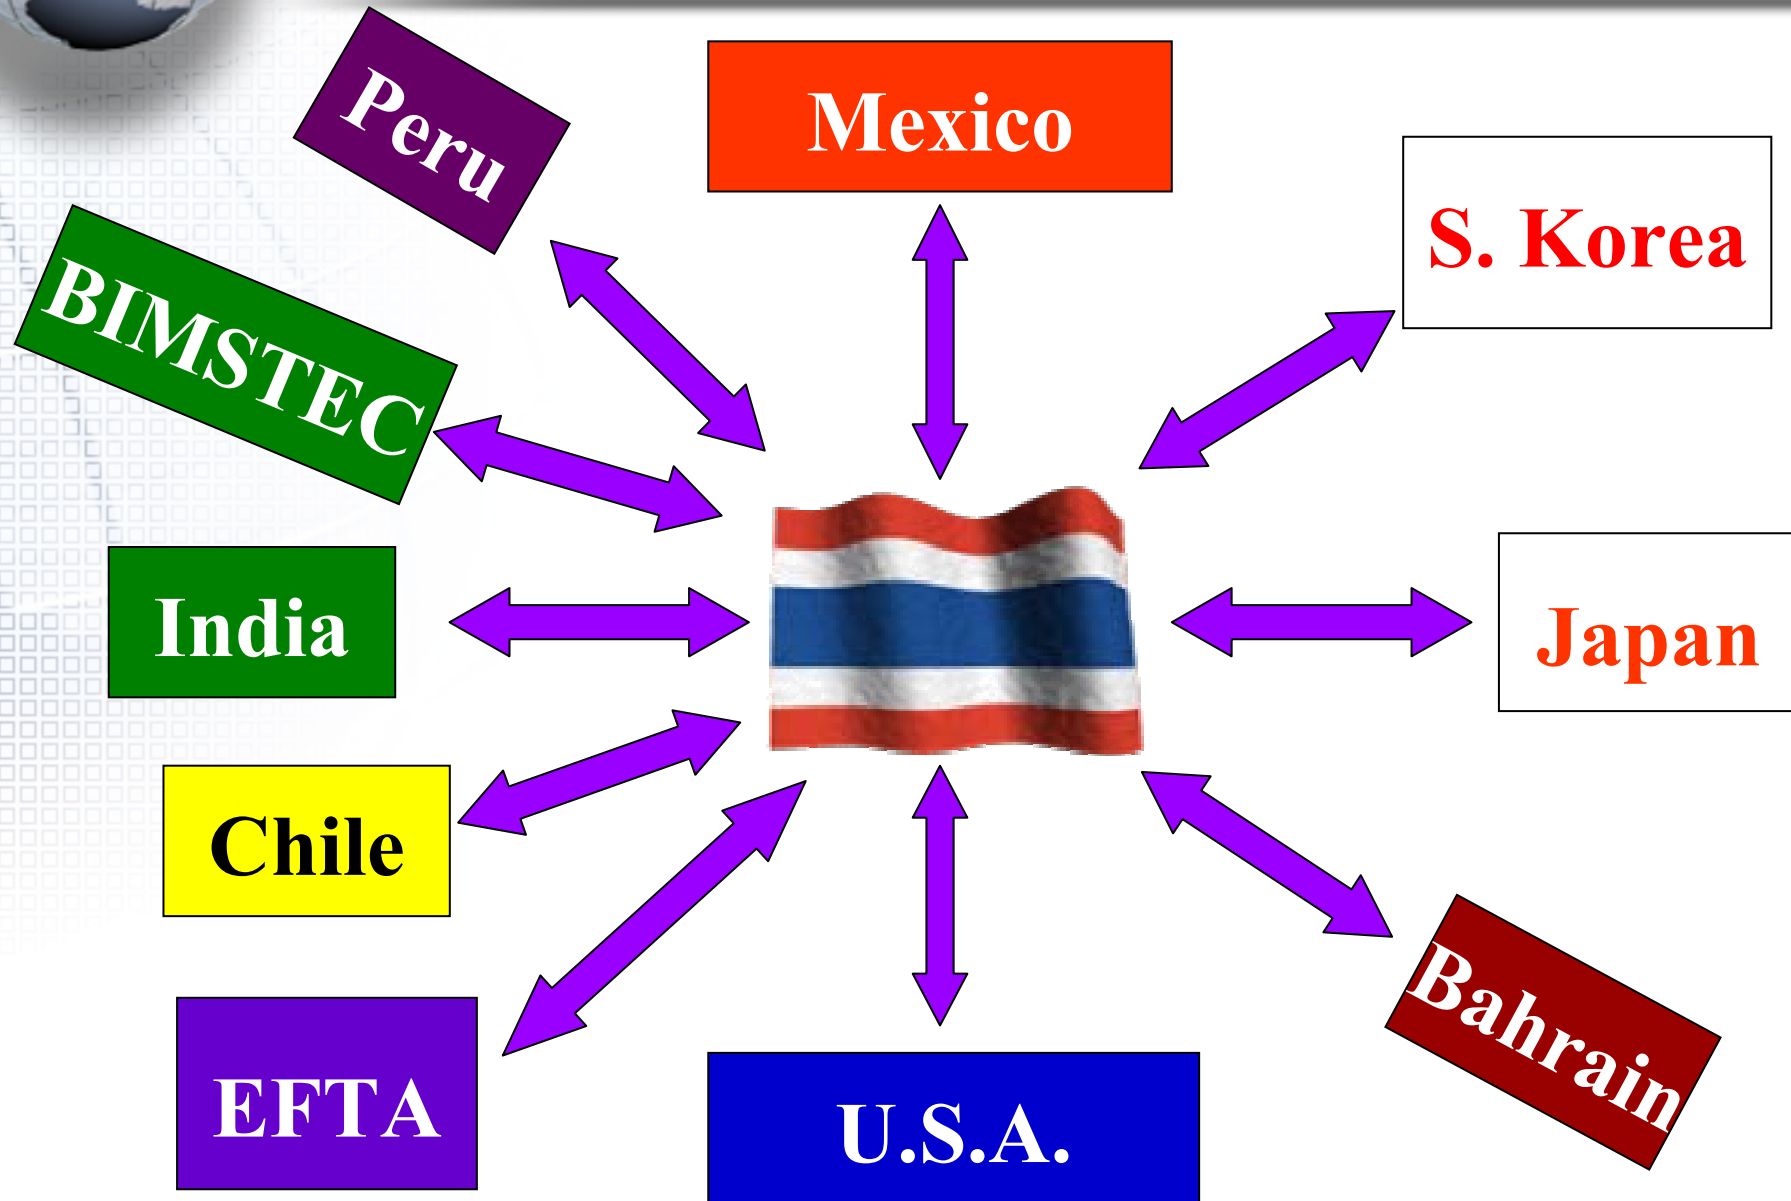 Peru
Mexico
S. Korea
BIMSTEC
India
Japan
Chile
Bahrain
EFTA
U.S.A.